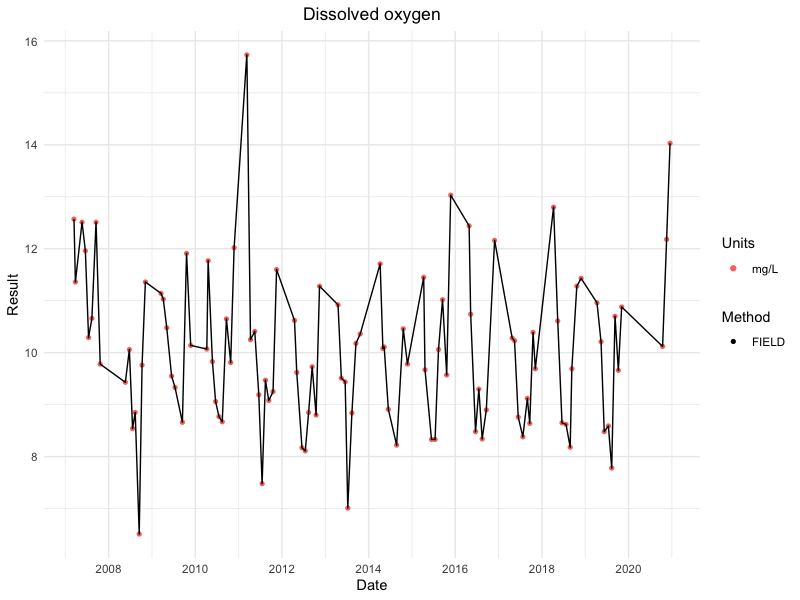 Dissolved oxygen
16
14
12
10
8
Result
2008 2010 2012 2014 2016 2018 2020
Date
Units
mg/L
Method
FIELD